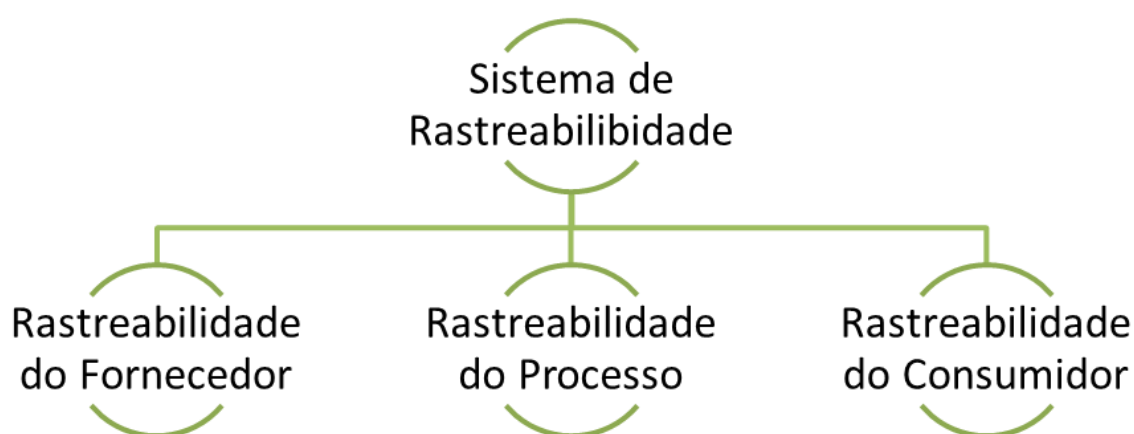 Sistema de
Rastreabilibidade
Rastreabilidade
do Fornecedor
Rastreabilidade
do Processo
Rastreabilidade
do Consumidor